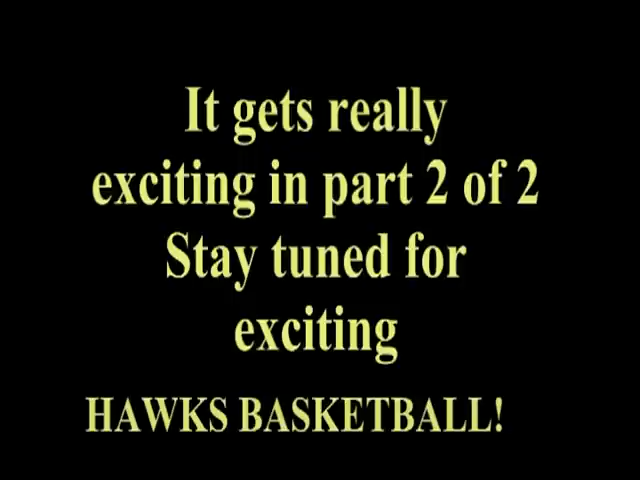 It gets really
exciting in part 2 of 2
Stay tuned for
exciting
HAWKS BASKETBALL!